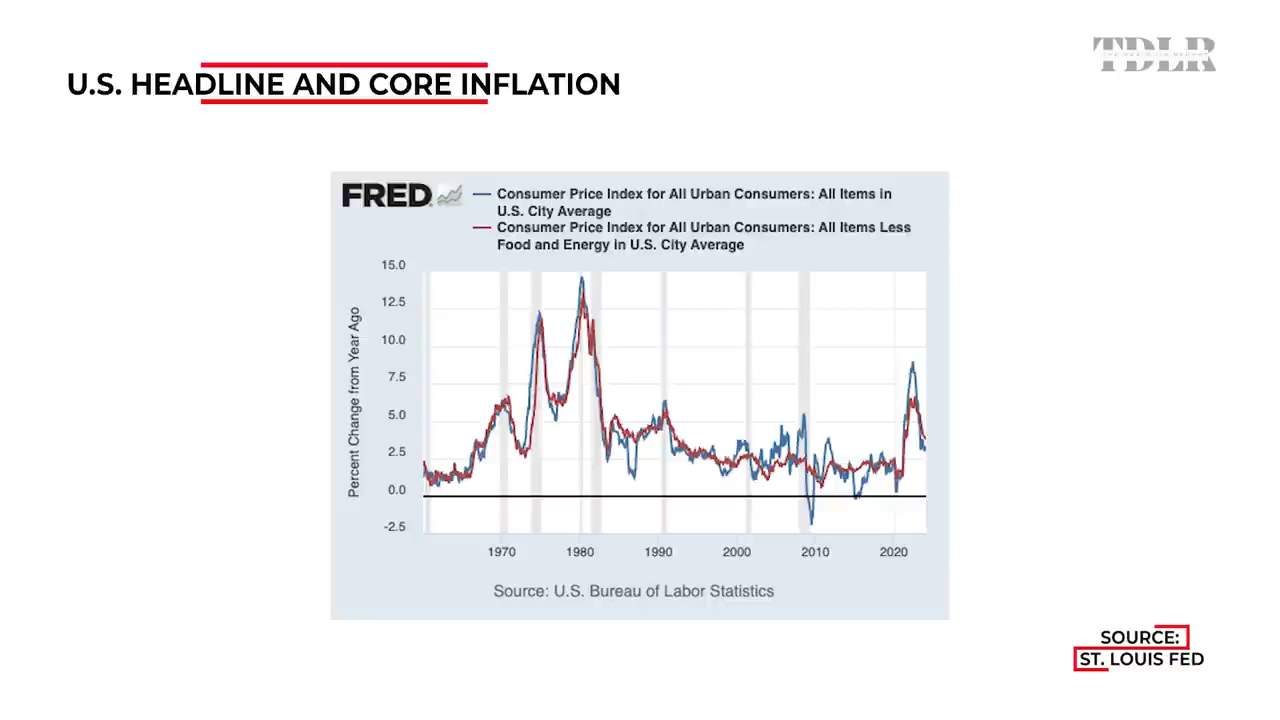 TDLR
U.S. HEADLINE AND CORE INFLATION
FRED
Consumer Price Index for All Urban Consumers: All Items in
U.S. City Average
Consumer Price Index for All Urban Consumers: All Items Less
Food and Energy in U.S. City Average
Percent Change from Year Ago
15.0
12.5
10.0
7.5
5.0
2.5
0.0
-2.5
1970 1980 1990 2000 2010 2020
Source: U.S. Bureau of Labor Statistics
SOURCE:
ST. LOUIS FED